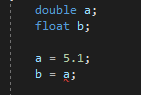 double a;
float b;
a = 5.1;
b = a;